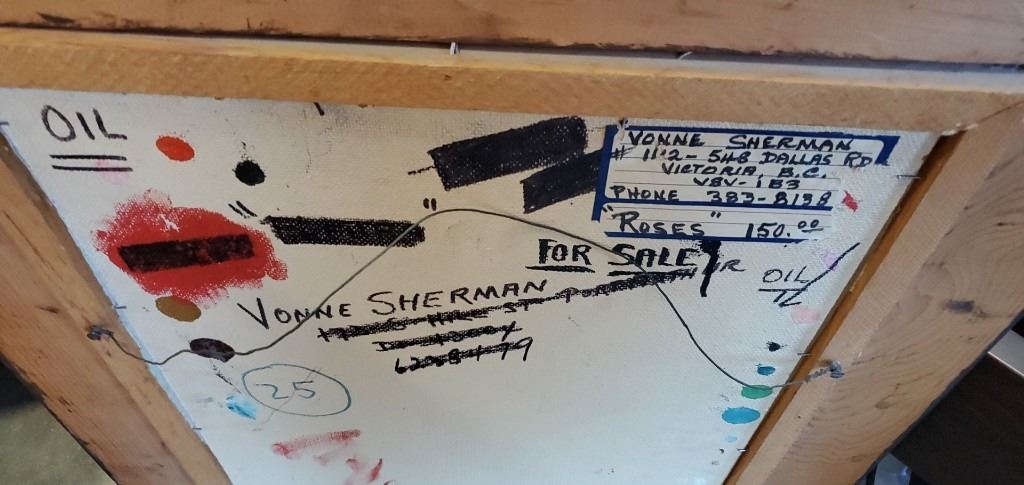 OIL
VONNE SHERMAN
# 112 - 548 DALLAS RD
VICTORIA, B.C.
V8V-1B3
PHONE 383-8138
"ROSES" 150.00
" "
FOR SALE
OIL
VONNE SHERMAN
ST
25